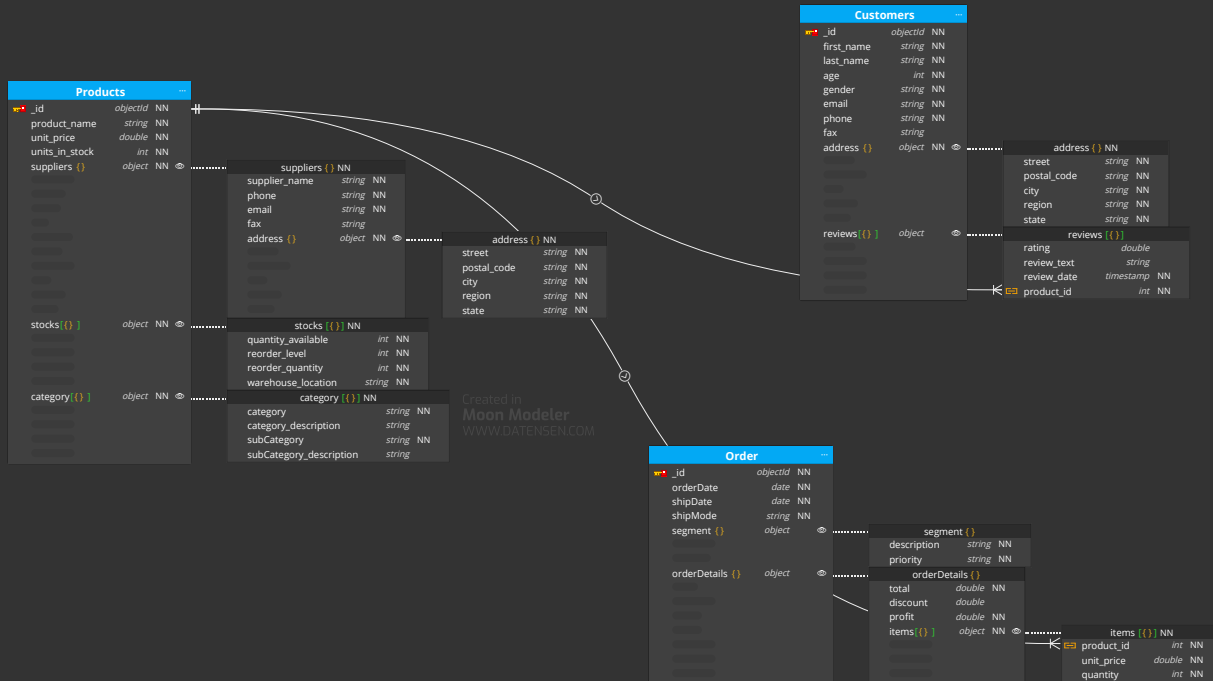 Customers ...
_id objectId NN
first_name string NN
last_name string NN
age int NN
gender string NN
email string NN
phone string NN
fax string
address {} object NN
reviews[{} ] object
address {} NN
street string NN
postal_code string NN
city string NN
region string NN
state string NN
reviews [{}]
rating double
review_text string
review_date timestamp NN
product_id int NN
Products ...
_id objectId NN
product_name string NN
unit_price double NN
units_in_stock int NN
suppliers {} object NN
stocks[{} ] object NN
category[{} ] object NN
suppliers {} NN
supplier_name string NN
phone string NN
email string NN
fax string
address {} object NN
address {} NN
street string NN
postal_code string NN
city string NN
region string NN
state string NN
stocks [{}] NN
quantity_available int NN
reorder_level int NN
reorder_quantity int NN
warehouse_location string NN
category [{}] NN
category string NN
category_description string
subCategory string NN
subCategory_description string
Created in
Moon Modeler
WWW.DATENSEN.COM
Order ...
_id objectId NN
orderDate date NN
shipDate date NN
shipMode string NN
segment {} object
orderDetails {} object
segment {}
description string NN
priority string NN
orderDetails {}
total double NN
discount double
profit double NN
items[{} ] object NN
items [{}] NN
product_id int NN
unit_price double NN
quantity int NN